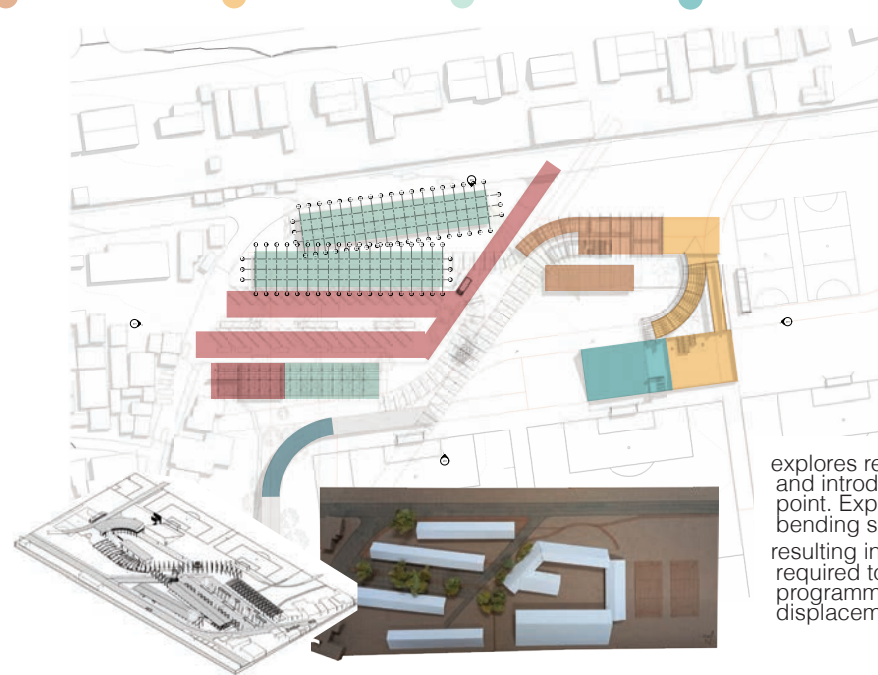 explores re
and introd
point. Exp
bending s
resulting in
required to
programm
displacem